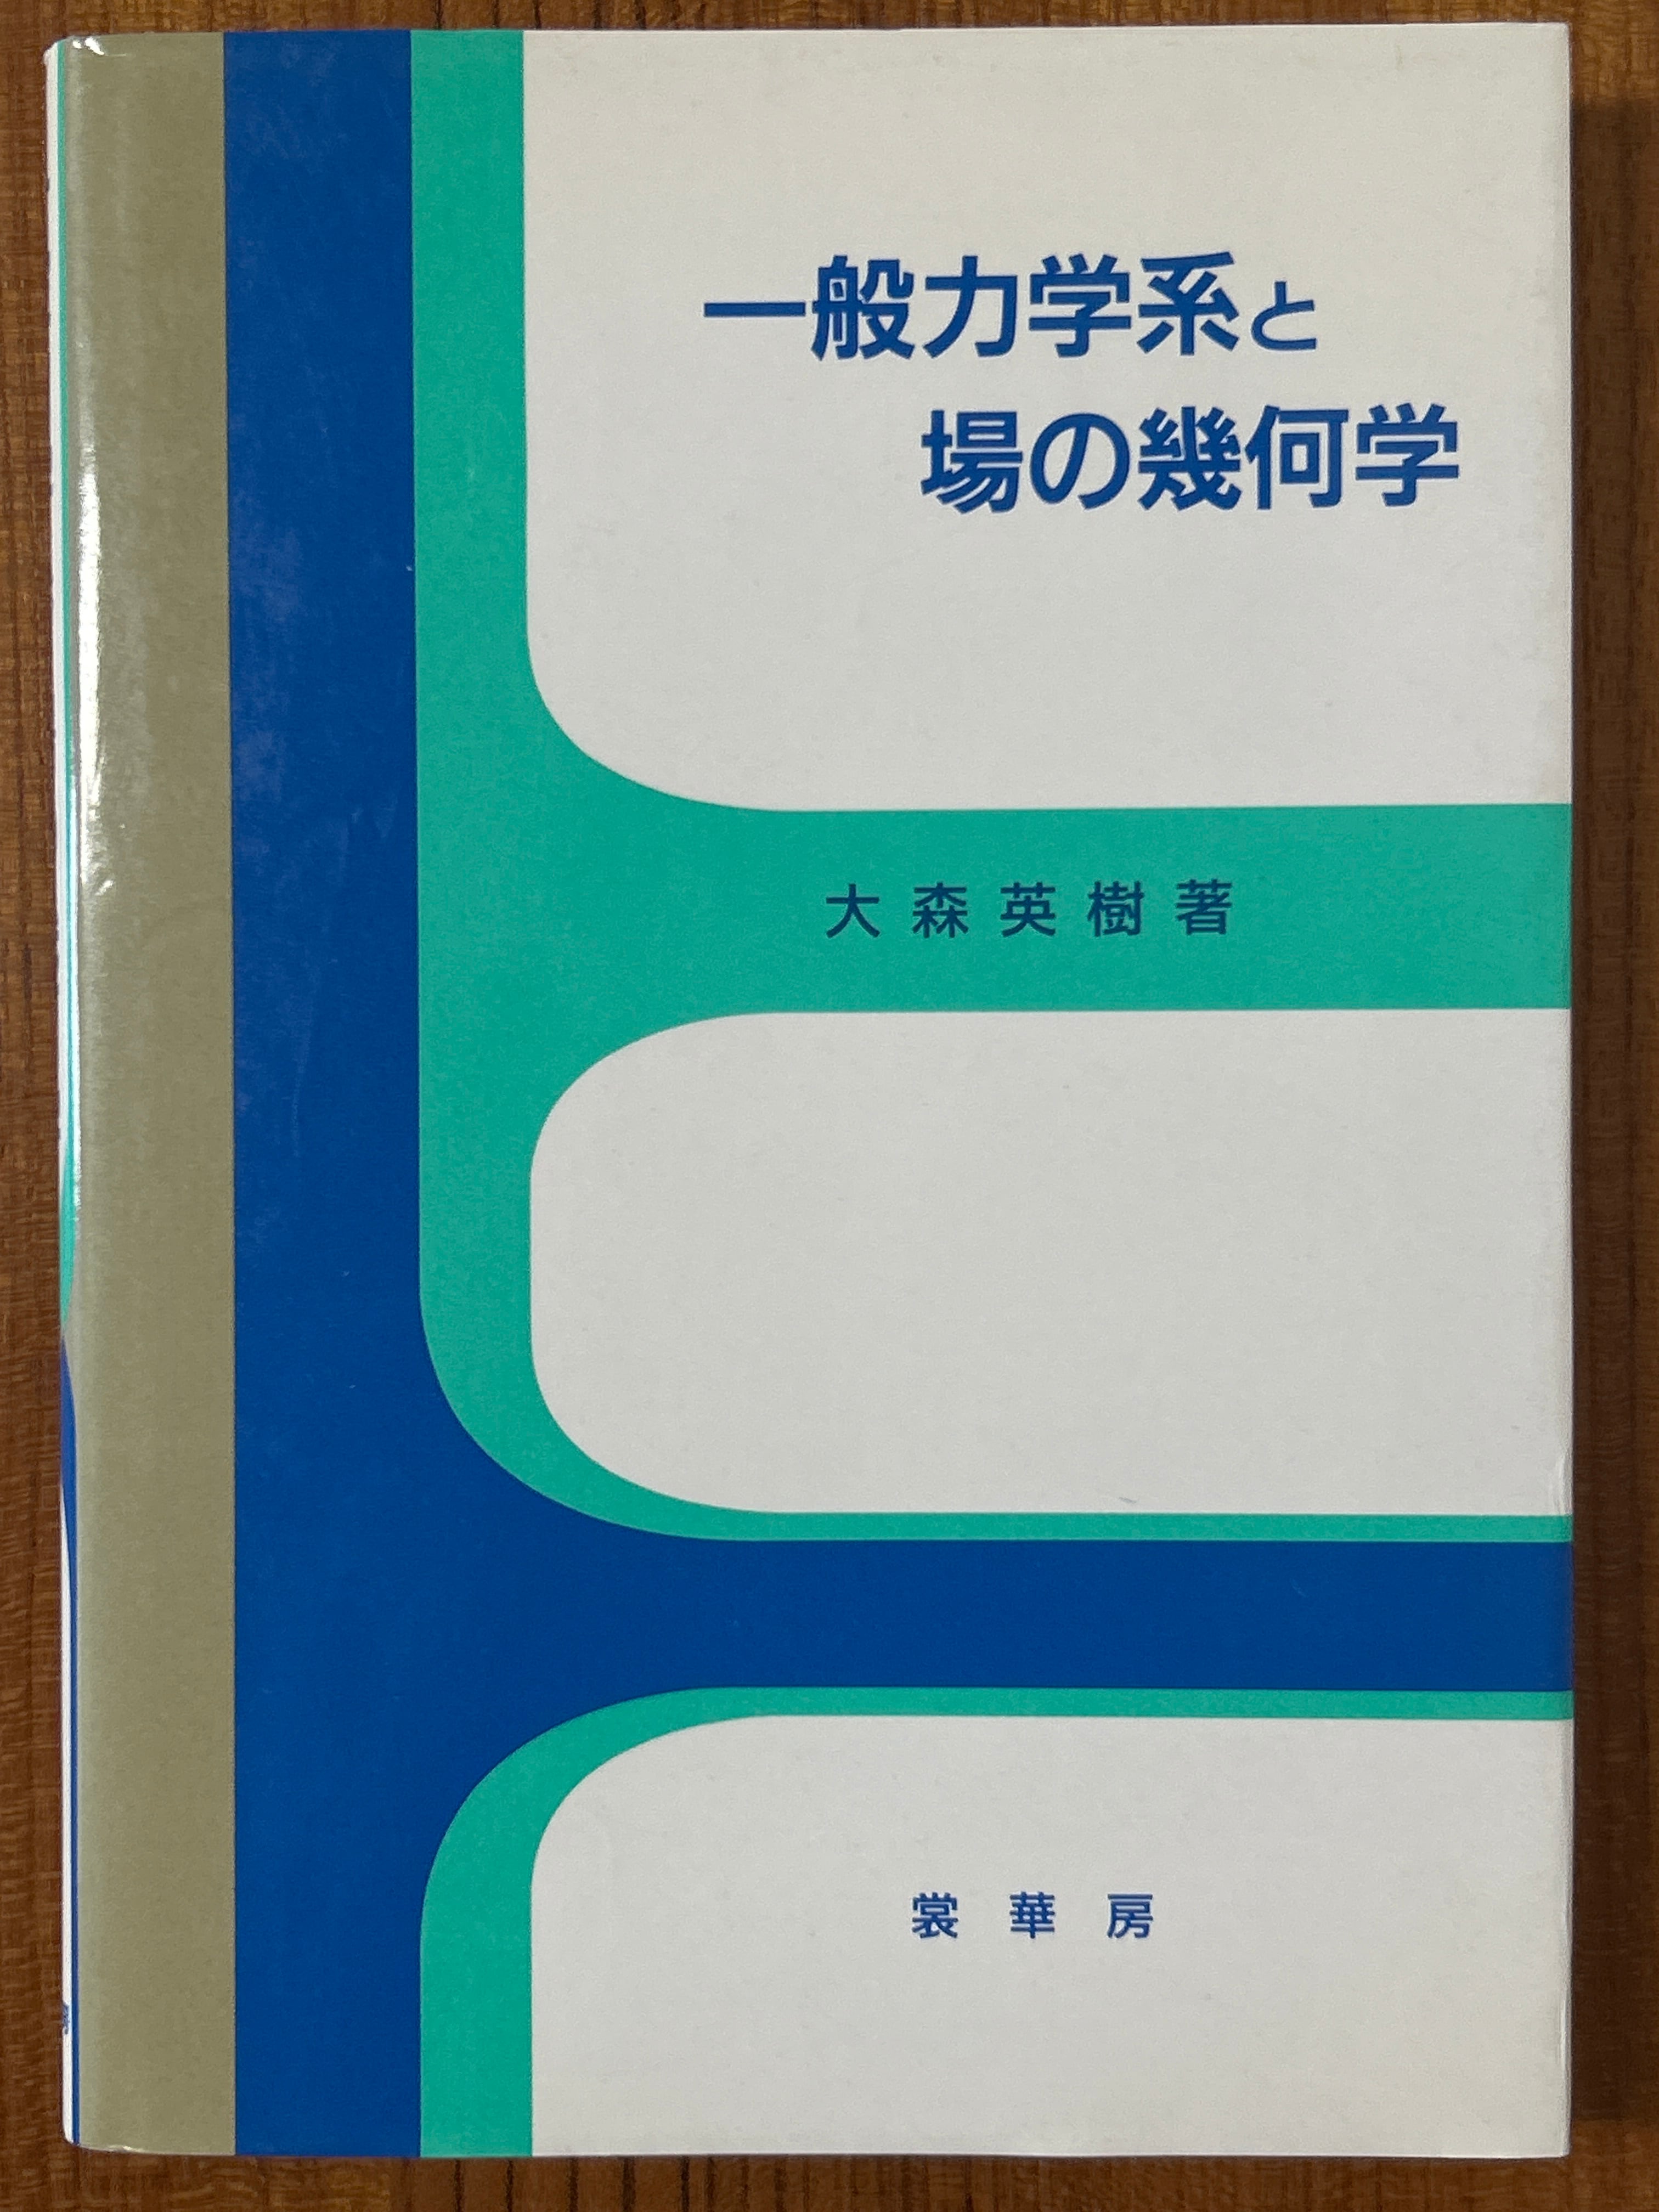 一般力学系と
場の幾何学
大森英樹著
裳華房